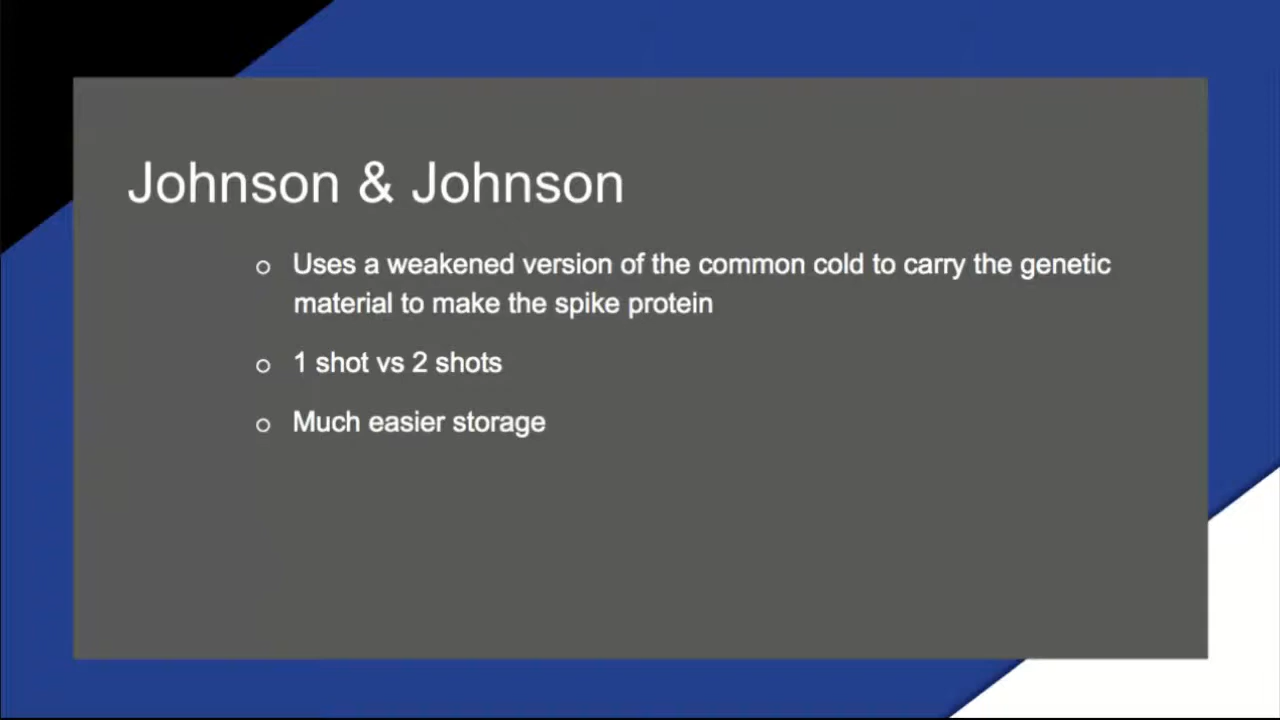 Johnson & Johnson
Uses a weakened version of the common cold to carry the genetic
material to make the spike protein
1 shot vs 2 shots
Much easier storage